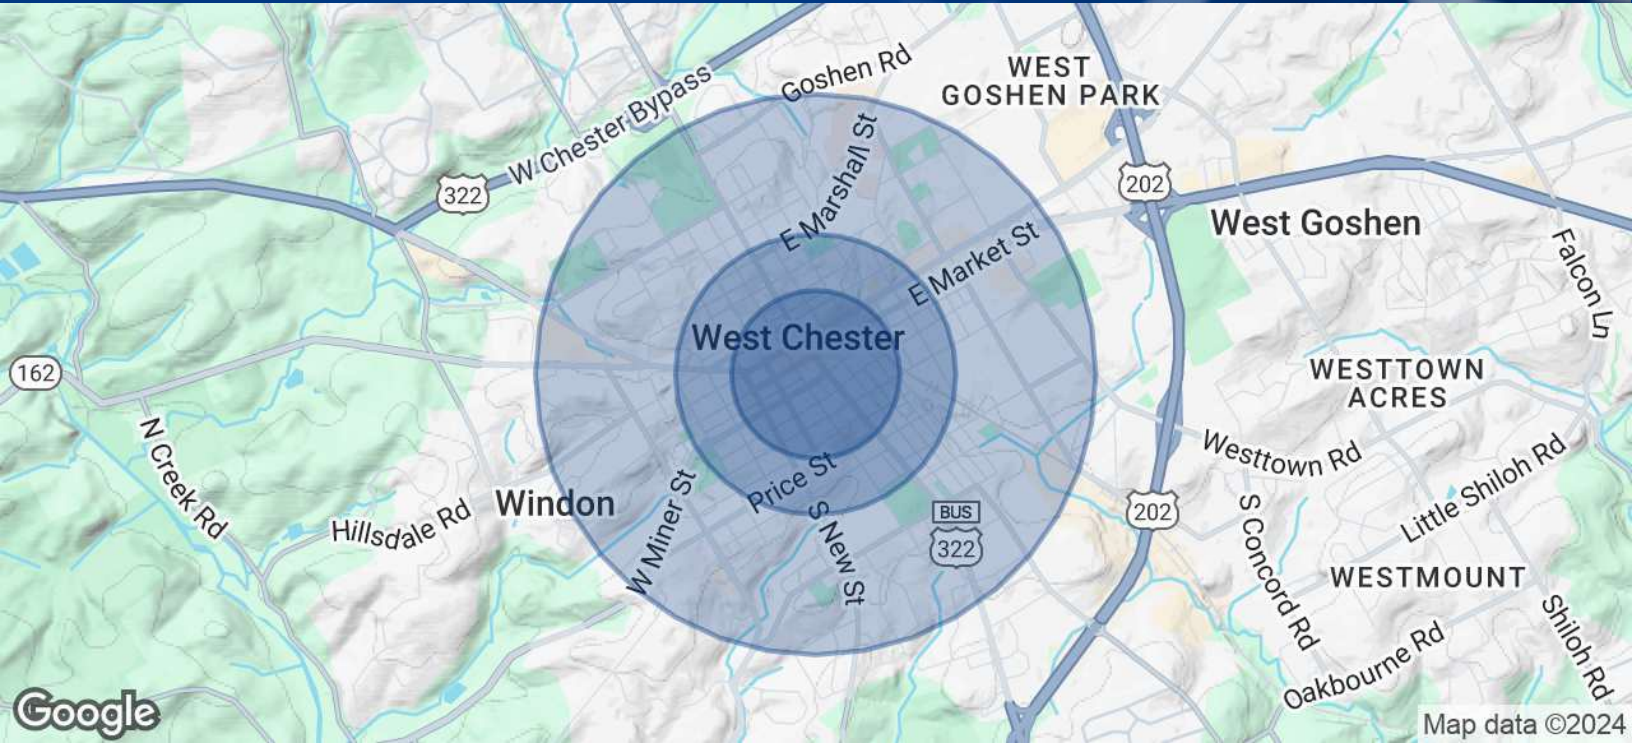 Goshen Rd
WEST
GOSHEN PARK
W Chester Bypass
E Marshall St
322
202
West Goshen
E Market St
Falcon Ln
West Chester
162
WESTTOWN
ACRES
N Creek Rd
Westtown Rd
Little Shiloh Rd
Price St
Windon
Hillsdale Rd
W Miner St
S New St
BUS
322
202
S Concord Rd
WESTMOUNT
Shiloh Rd
Oakbourne Rd
Google
Map data ©2024